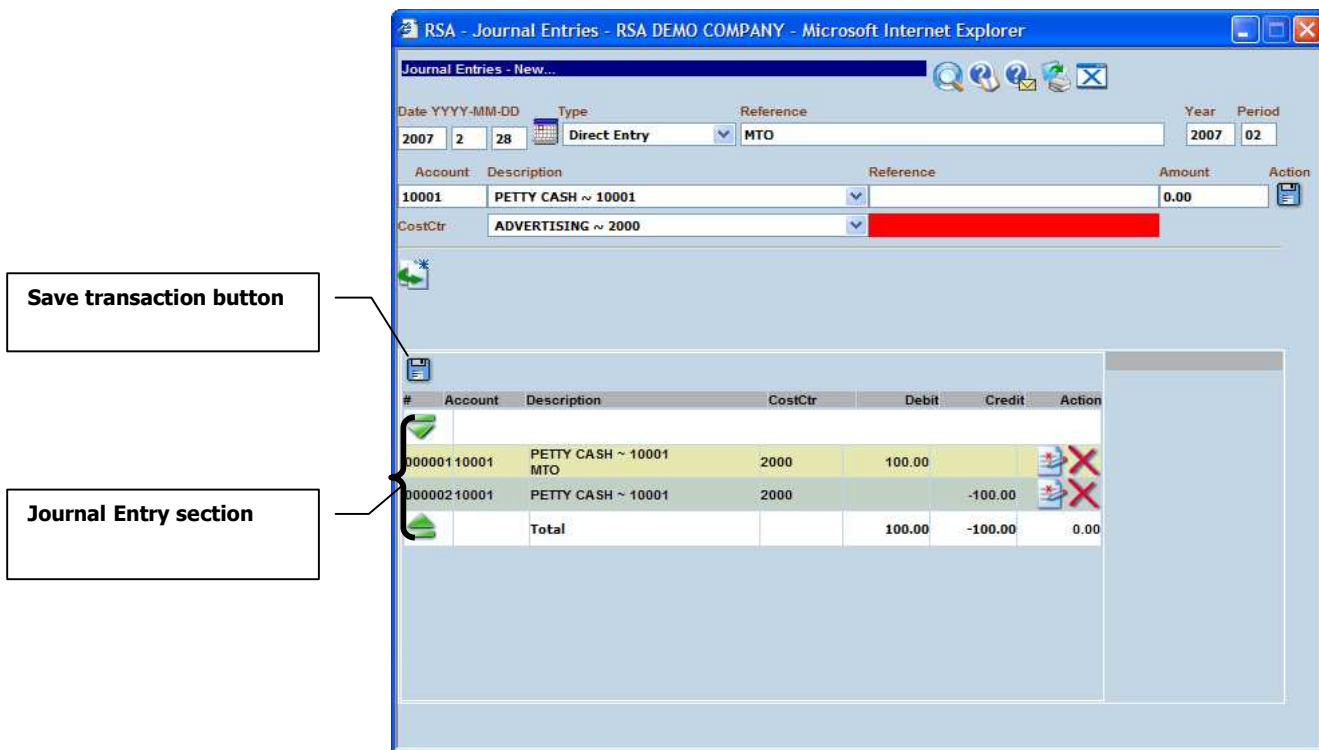 RSA - Journal Entries - RSA DEMO COMPANY - Microsoft Internet Explorer
Journal Entries - New...
Date YYYY-MM-DD Type Reference Year Period
2007 2 28 Direct Entry MTO 2007 02
Account Description Reference Amount Action
10001 PETTY CASH ~ 10001 0.00
CostCtr ADVERTISING ~ 2000
Save transaction button
# Account Description CostCtr Debit Credit Action
000001 10001 PETTY CASH ~ 10001 2000 100.00
MTO
000002 10001 PETTY CASH ~ 10001 2000 -100.00
Journal Entry section
Total 100.00 -100.00 0.00